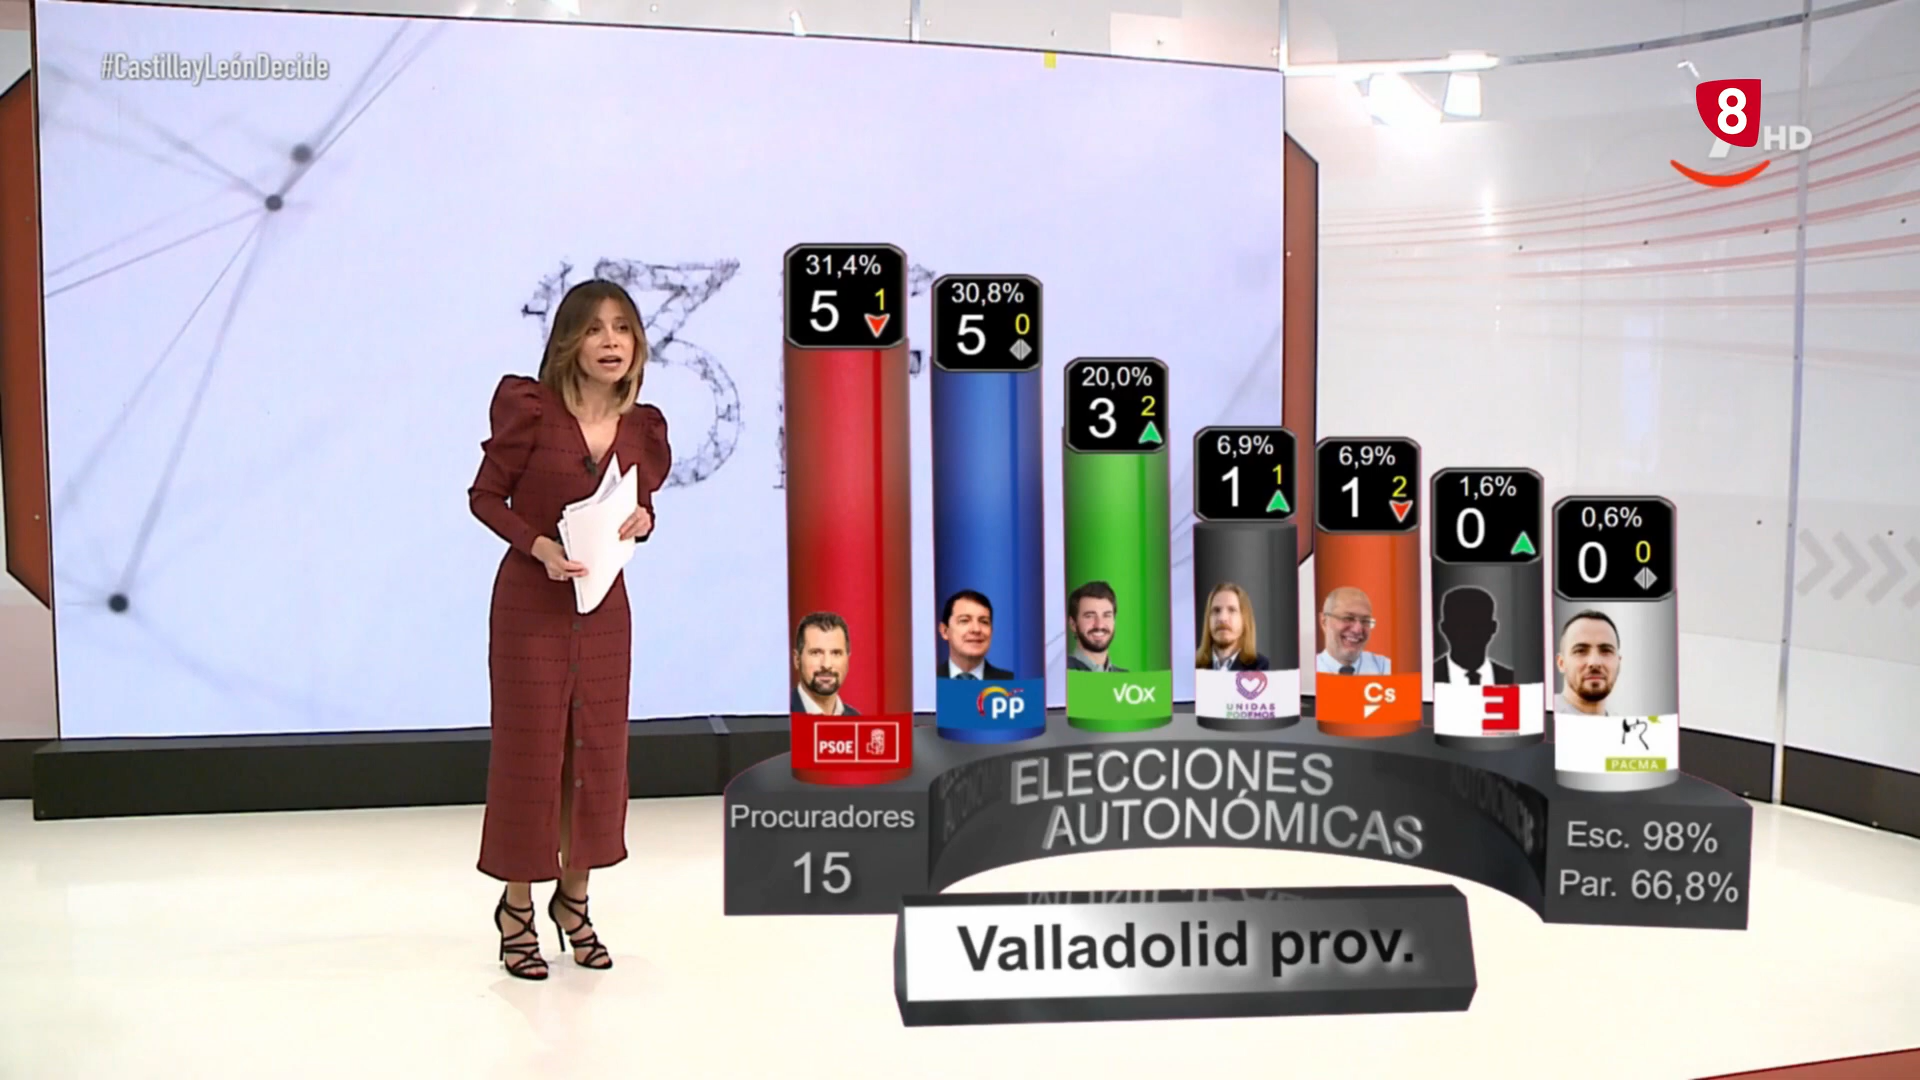 #CastillayLeónDecide
8
HD
31,4%
5 1
30,8%
5 0
20,0%
3 2
6,9%
1 1
6,9%
1 2
1,6%
0
0,6%
0 0
PSOE
PP
VOX
UNIDAS
PODEMOS
Cs
PACMA
ELECCIONES
AUTONÓMICAS
Procuradores
15
Esc. 98%
Par. 66,8%
Valladolid prov.